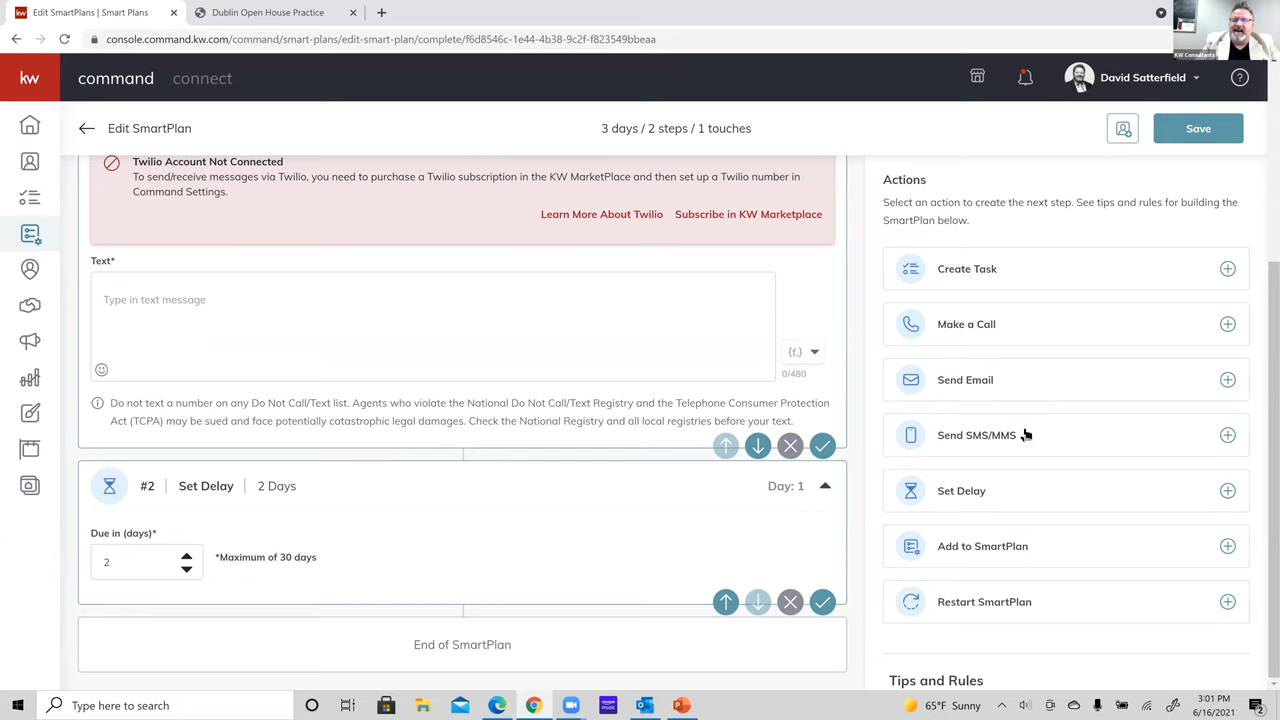 Edit SmartPlans | Smart Plans
Dublin Open House Practice
console.command.kw.com/command/smart-plans/edit-smart-plan/complete/f6d8546c-1e44-4b38-9c2f-f823549bbeaa
KW Consultants
kw
command connect
David Satterfield
Edit SmartPlan
3 days / 2 steps / 1 touches
Save
Twilio Account Not Connected
To send/receive messages via Twilio, you need to purchase a Twilio subscription in the KW MarketPlace and then set up a Twilio number in
Command Settings.
Learn More About Twilio Subscribe in KW Marketplace
Text*
Type in text message
{f.}
0/480
Do not text a number on any Do Not Call/Text list. Agents who violate the National Do Not Call/Text Registry and the Telephone Consumer Protection
Act (TCPA) may be sued and face potentially catastrophic legal damages. Check the National Registry and all local registries before your text.
#2 Set Delay 2 Days Day: 1
Due in (days)*
2
*Maximum of 30 days
End of SmartPlan
Actions
Select an action to create the next step. See tips and rules for building the
SmartPlan below.
Create Task
Make a Call
Send Email
Send SMS/MMS
Set Delay
Add to SmartPlan
Restart SmartPlan
Tips and Rules
Type here to search
amazon music
65°F Sunny
3:01 PM
6/16/2021
2